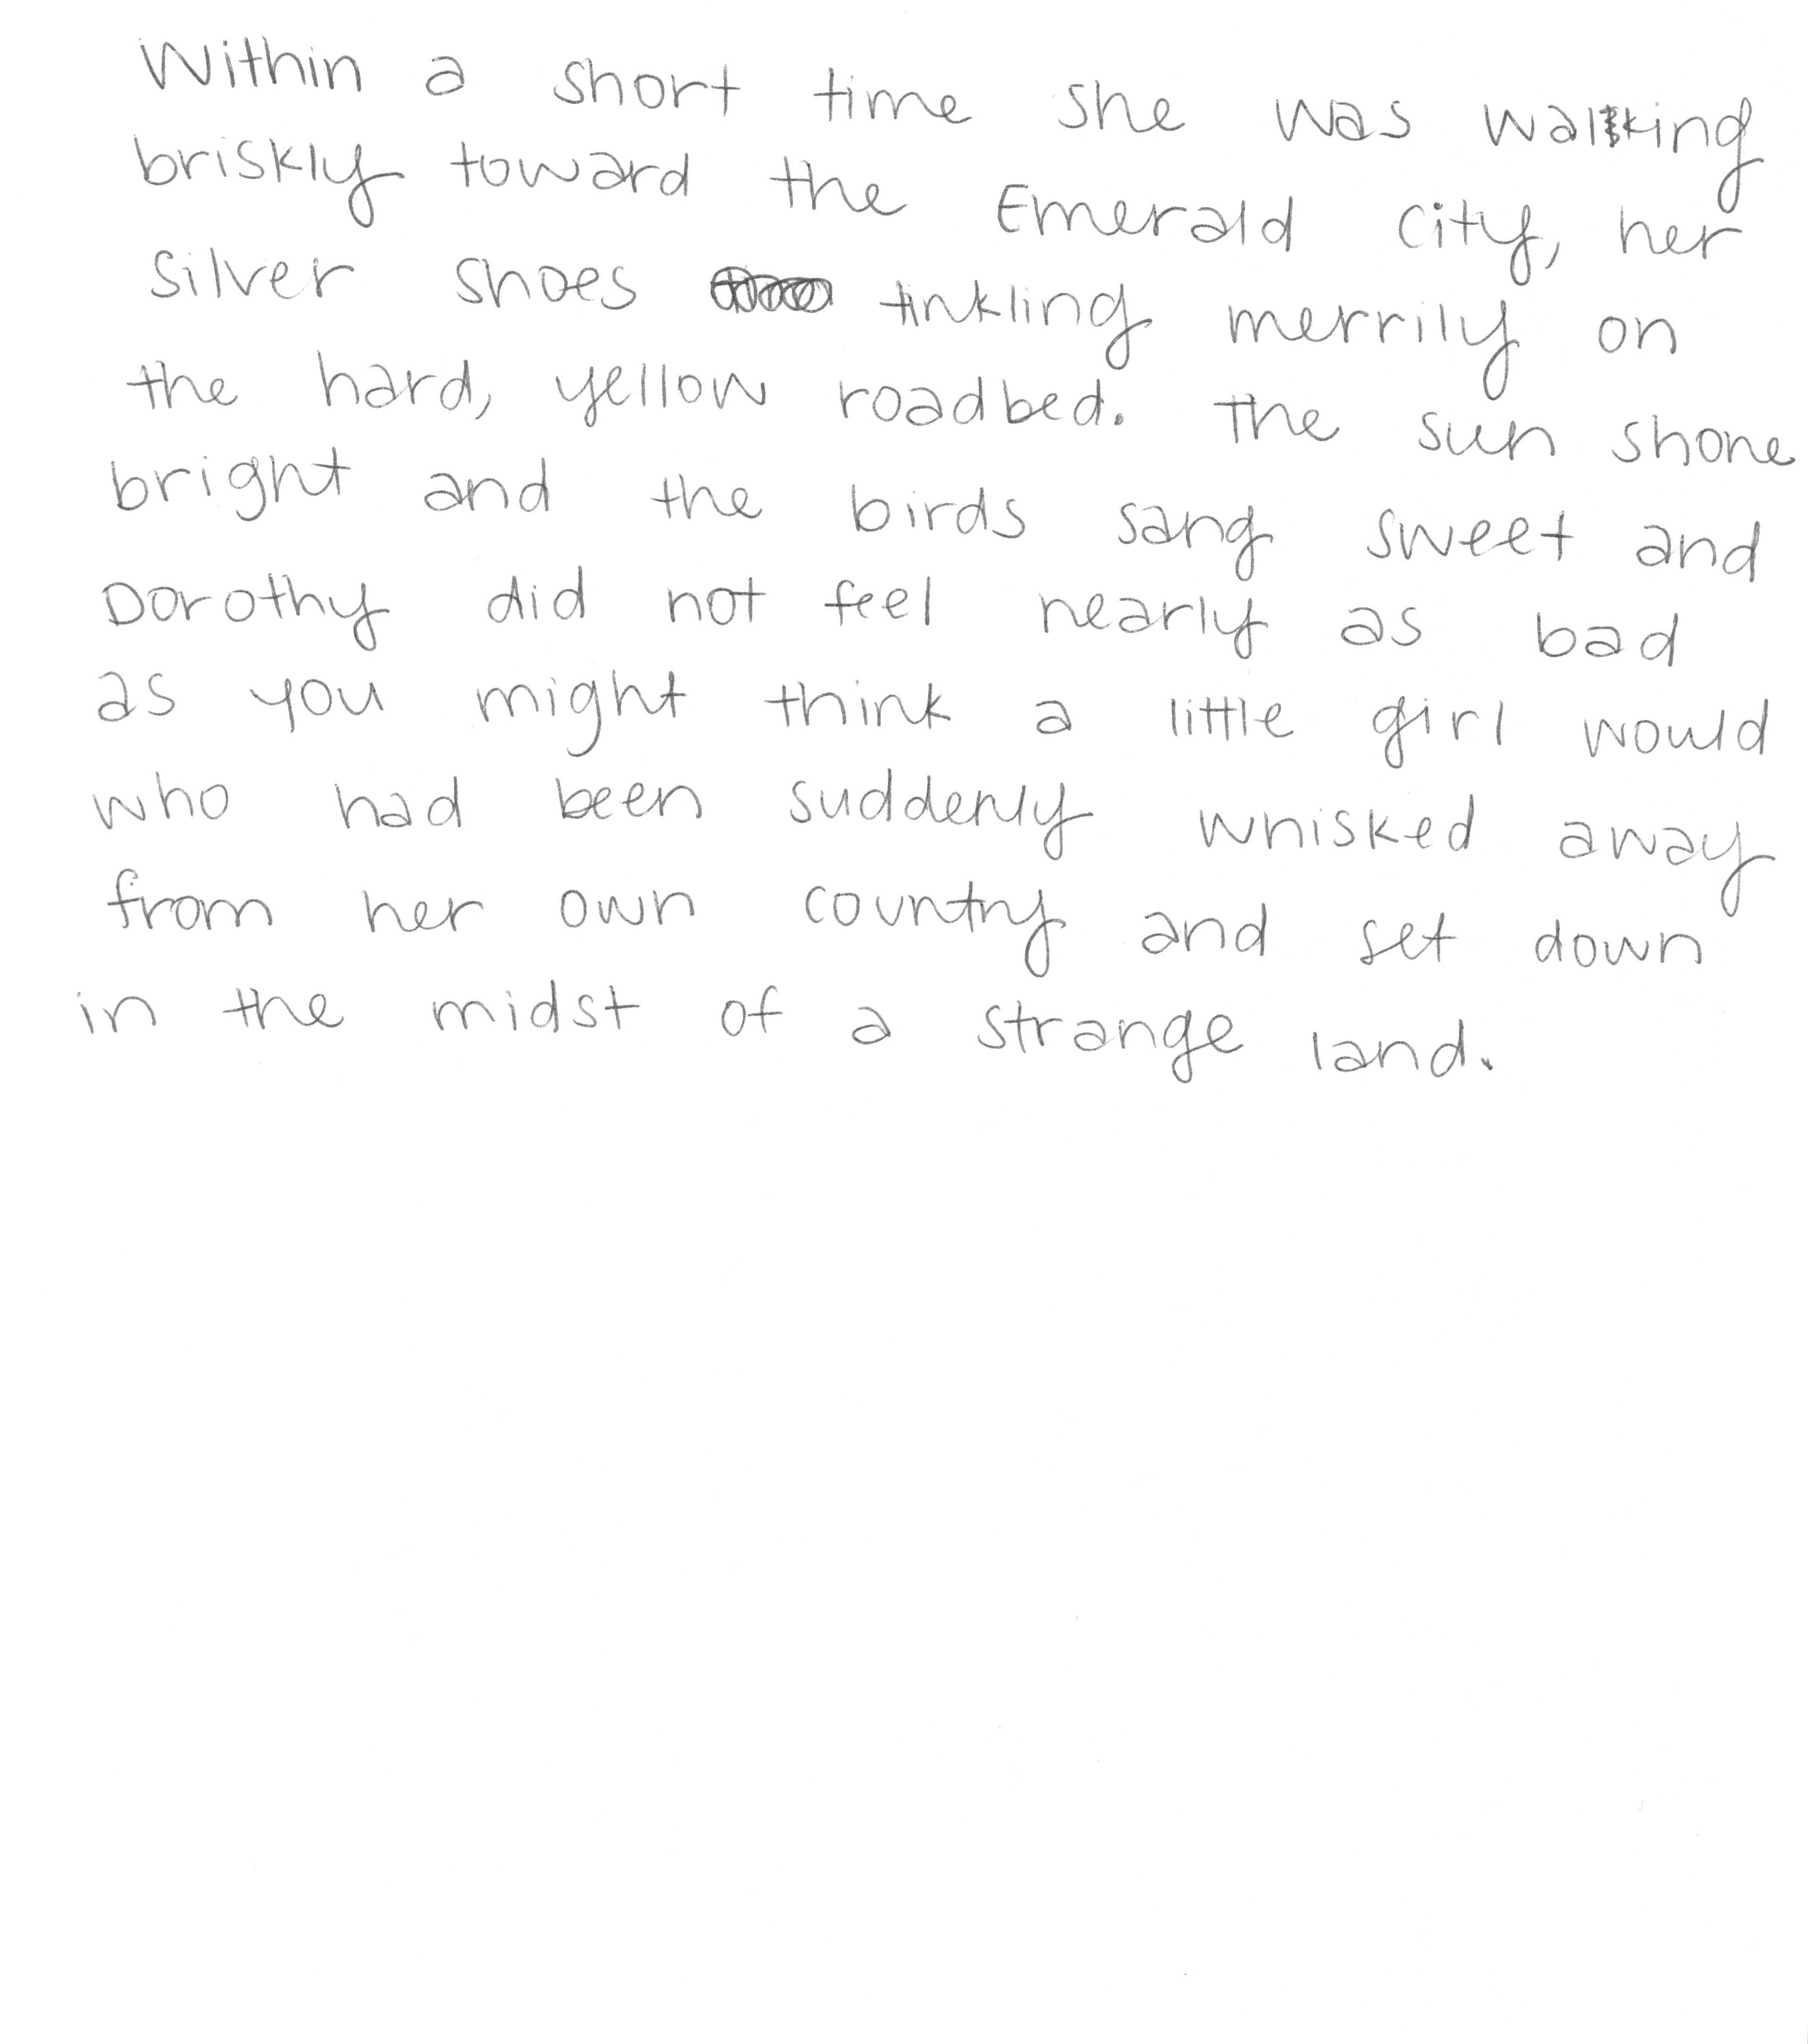 Within a short time she was walking
briskly toward the Emerald City, her
silver shoes tinkling merrily on
the hard, yellow roadbed. The sun shone
bright and the birds sang sweet and
Dorothy did not feel nearly as bad
as you might think a little girl would
who had been suddenly whisked away
from her own country and set down
in the midst of a strange land.